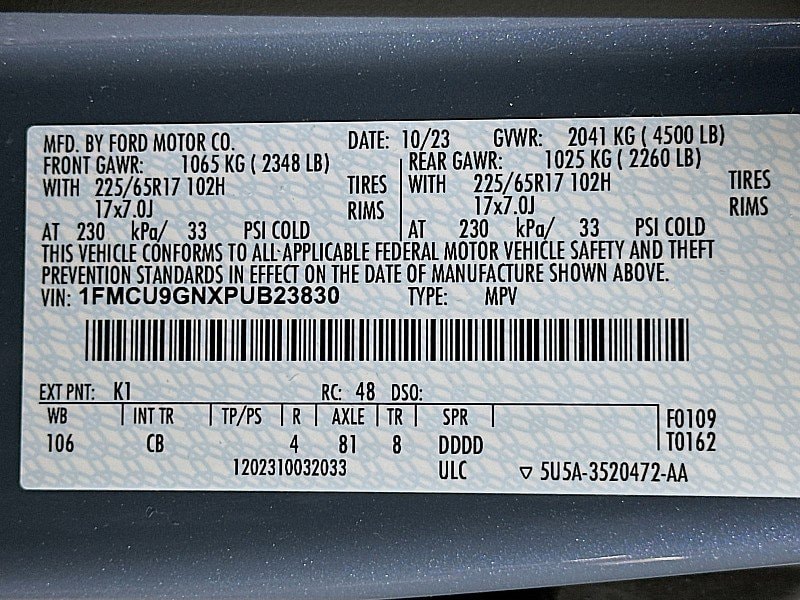 MFD. BY FORD MOTOR CO. DATE: 10/23 GVWR: 2041 KG ( 4500 LB)
FRONT GAWR: 1065 KG ( 2348 LB) REAR GAWR: 1025 KG ( 2260 LB)
WITH 225/65R17 102H TIRES WITH 225/65R17 102H TIRES
17x7.0J RIMS 17x7.0J RIMS
AT 230 kPa/ 33 PSI COLD AT 230 kPa/ 33 PSI COLD
THIS VEHICLE CONFORMS TO ALL APPLICABLE FEDERAL MOTOR VEHICLE SAFETY AND THEFT
PREVENTION STANDARDS IN EFFECT ON THE DATE OF MANUFACTURE SHOWN ABOVE.
VIN: 1FMCU9GNXPUB23830 TYPE: MPV
EXT PNT: K1 RC: 48 DSO:
WB INT TR TP/PS R AXLE TR SPR F0109
106 CB 4 81 8 DDDD T0162
1202310032033 ULC ▽ 5U5A-3520472-AA